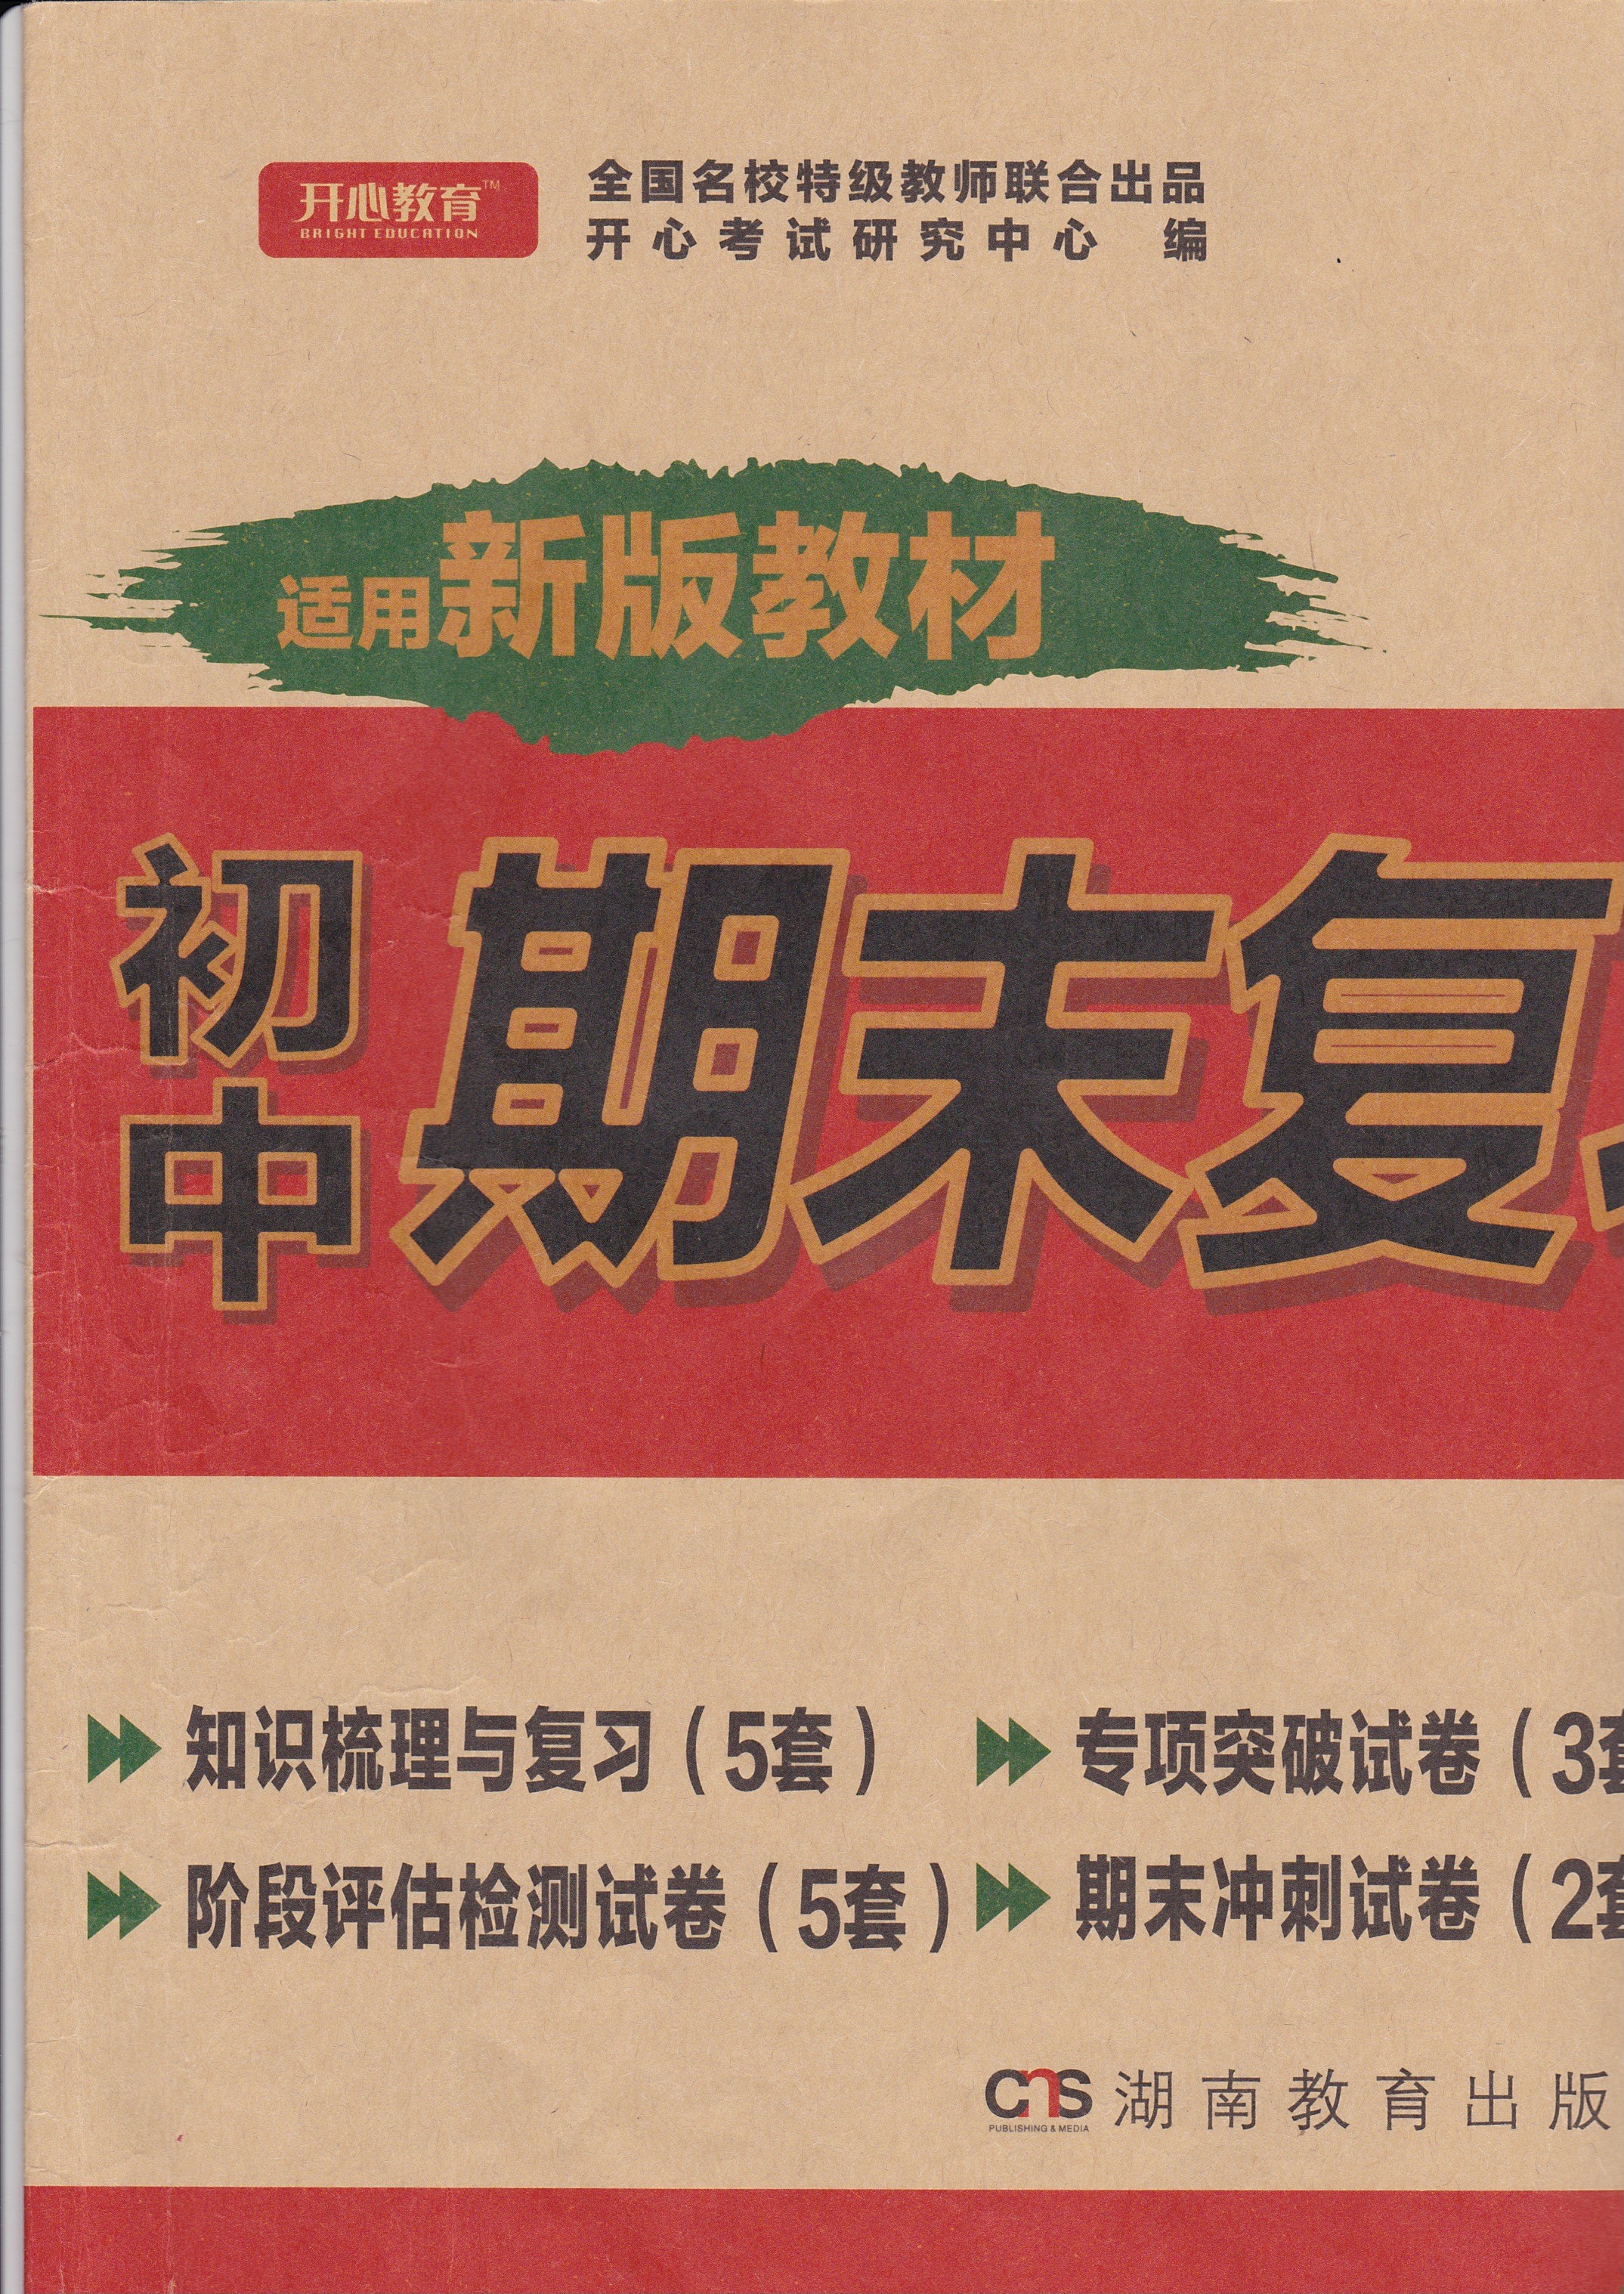 开心教育™
BRIGHT EDUCATION
全国名校特级教师联合出品
开心考试研究中心 编
适用新版教材
初中
期末复
知识梳理与复习(5套)
专项突破试卷(3套
阶段评估检测试卷(5套)
期末冲刺试卷(2套
cns
PUBLISHING & MEDIA
湖南教育出版